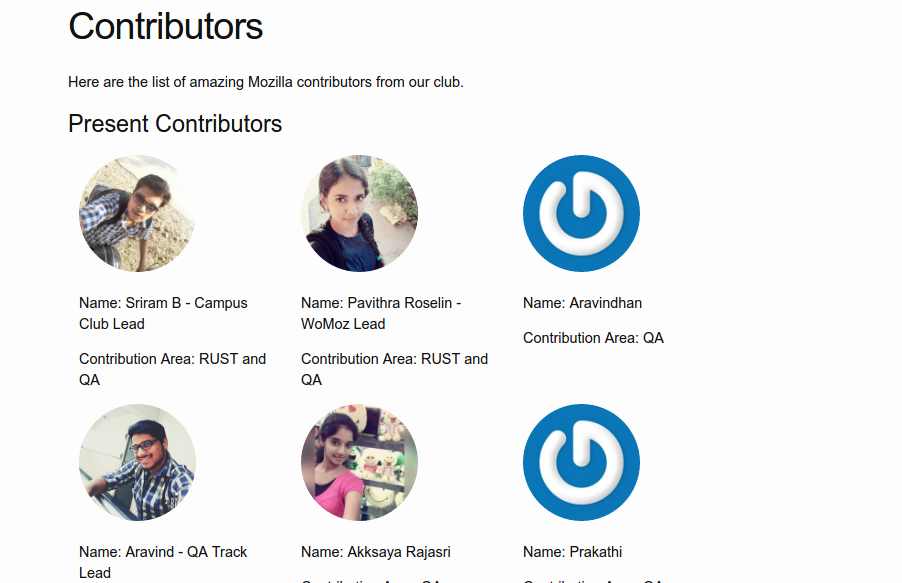 Contributors
Here are the list of amazing Mozilla contributors from our club.
Present Contributors
Name: Sriram B - Campus
Club Lead
Contribution Area: RUST and
QA
Name: Pavithra Roselin -
WoMoz Lead
Contribution Area: RUST and
QA
Name: Aravindhan
Contribution Area: QA
Name: Aravind - QA Track
Lead
Name: Akksaya Rajasri
Name: Prakathi